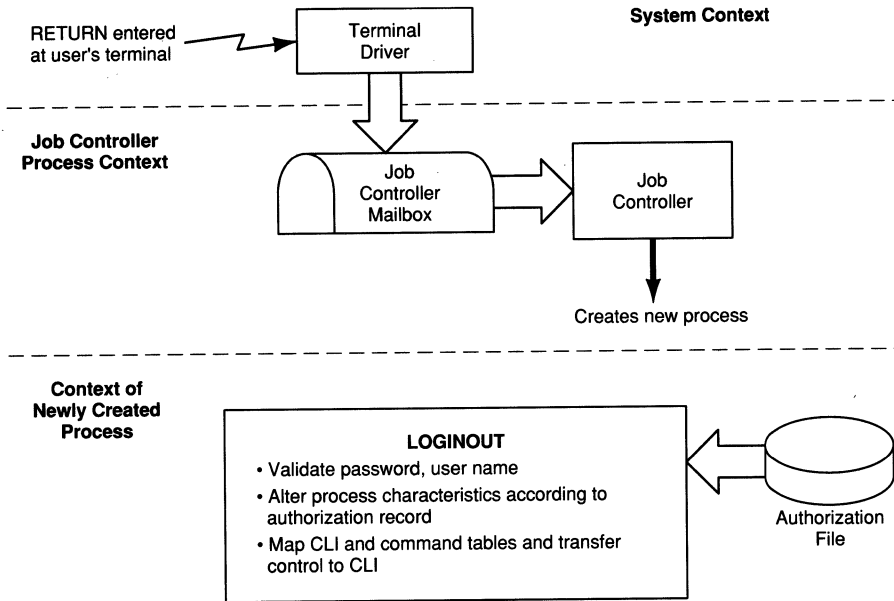 System Context
RETURN entered
at user's terminal
Terminal
Driver
Job Controller
Process Context
Job
Controller
Mailbox
Job
Controller
Creates new process
Context of
Newly Created
Process
LOGINOUT
• Validate password, user name
• Alter process characteristics according to
authorization record
• Map CLI and command tables and transfer
control to CLI
Authorization
File